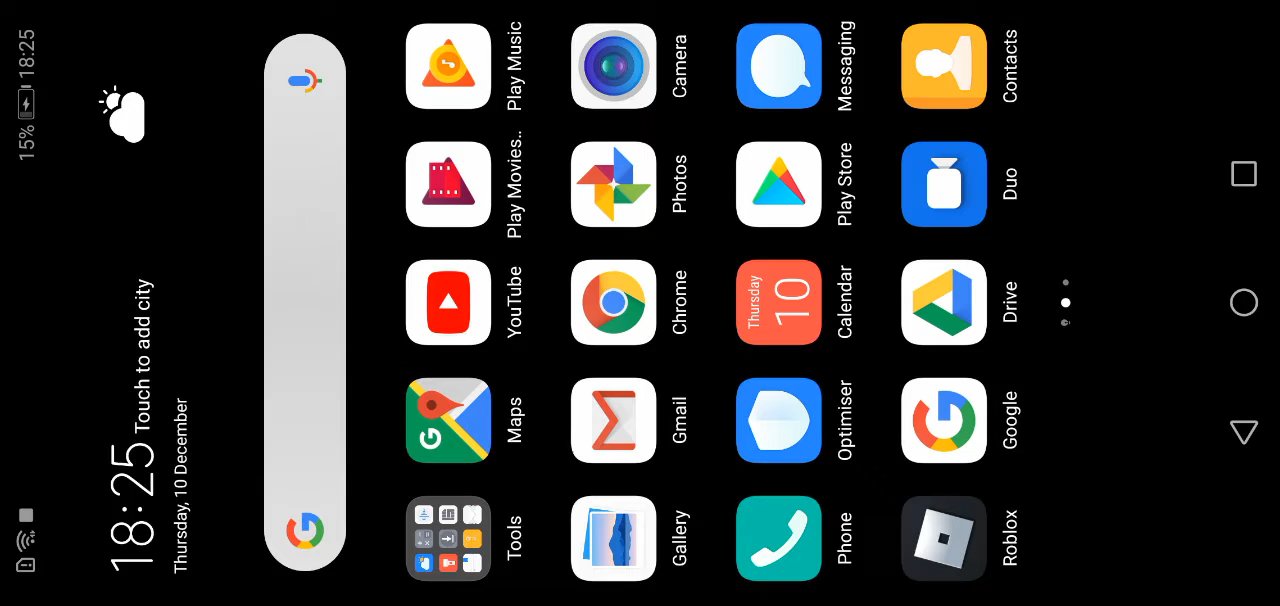 15% 18:25
18:25 Touch to add city
Thursday, 10 December
Tools Maps YouTube Play Movies.. Play Music
Gallery Gmail Chrome Photos Camera
Thursday
10
Phone Optimiser Calendar Play Store Messaging
Roblox Google Drive Duo Contacts